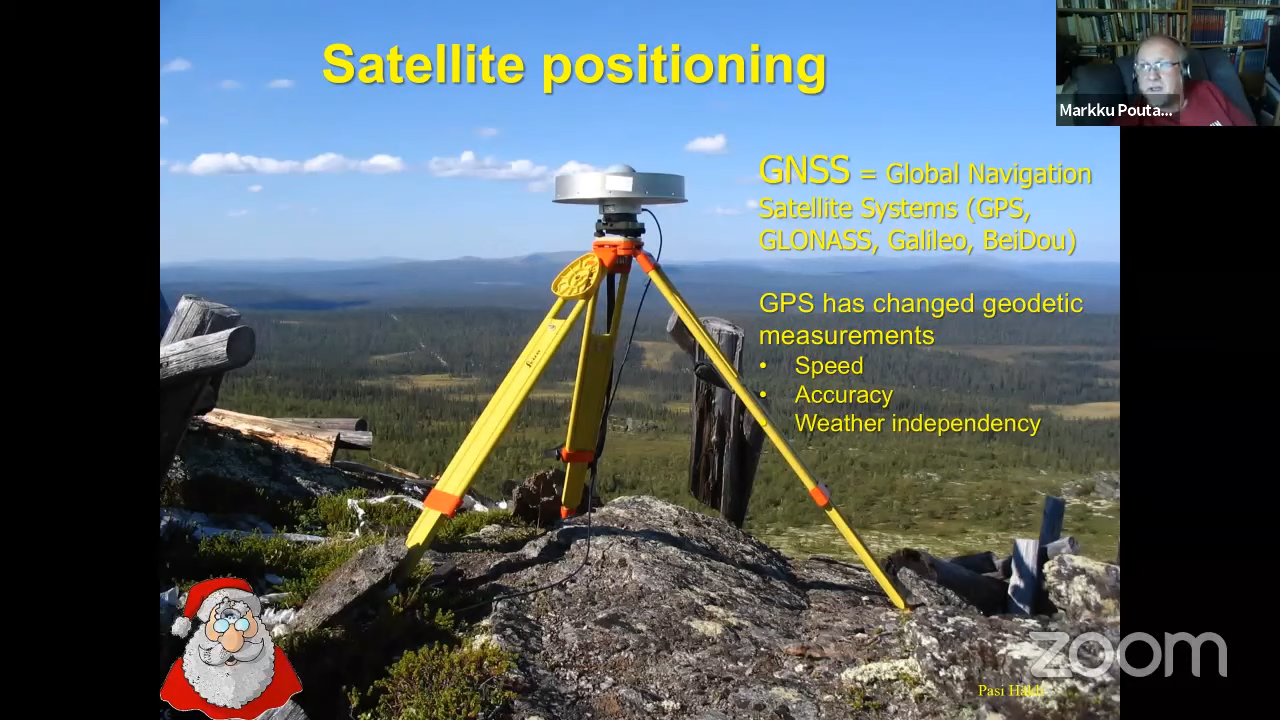 Satellite positioning
Markku Pouta...
GNSS = Global Navigation
Satellite Systems (GPS,
GLONASS, Galileo, BeiDou)
GPS has changed geodetic
measurements
• Speed
• Accuracy
• Weather independency
zoom
Pasi